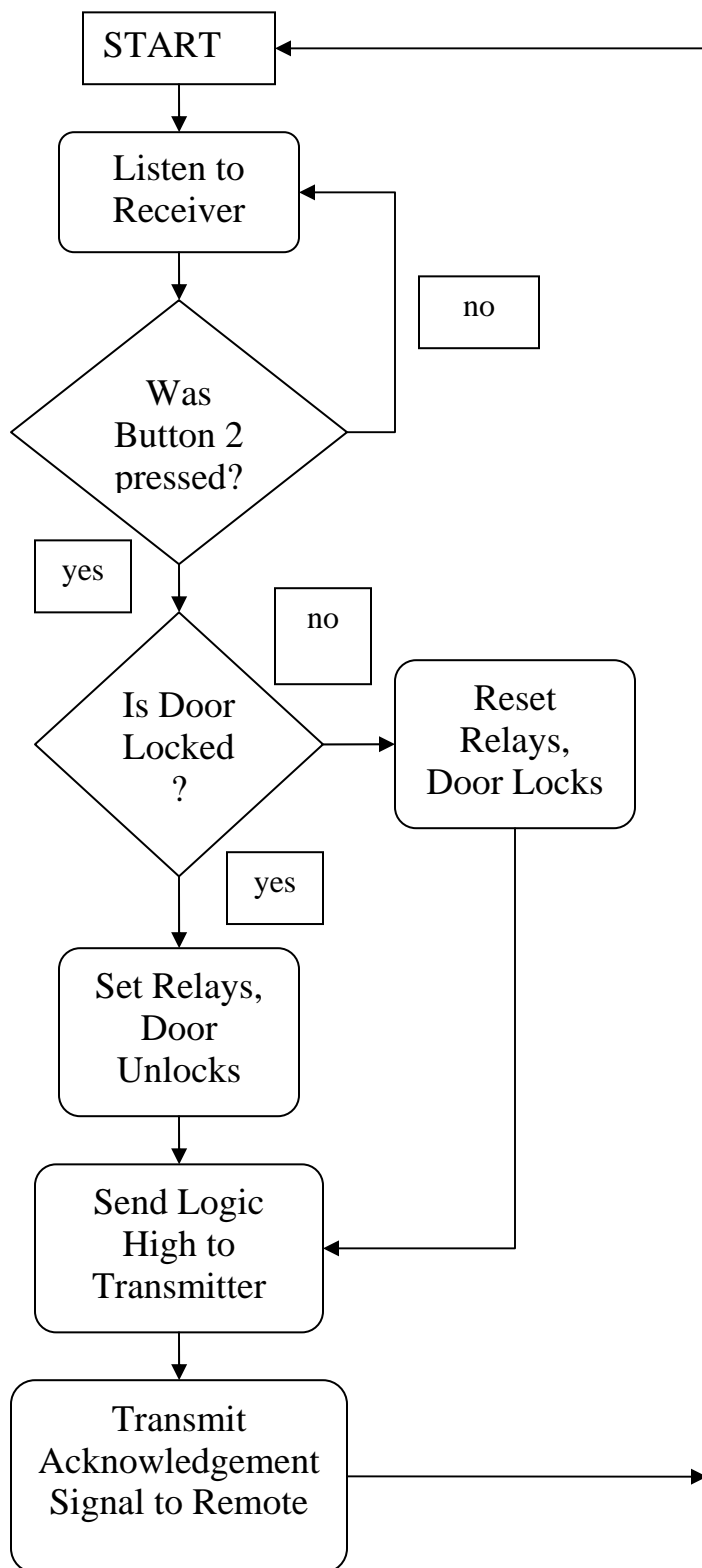 START
Listen to
Receiver
no
Was
Button 2
pressed?
yes
no
Is Door
Locked
?
Reset
Relays,
Door Locks
yes
Set Relays,
Door
Unlocks
Send Logic
High to
Transmitter
Transmit
Acknowledgement
Signal to Remote